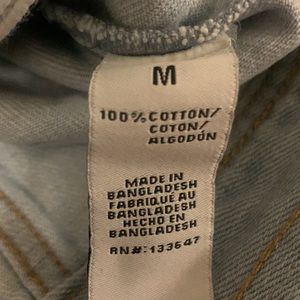 M
100% COTTON/
COTON/
ALGODÓN
MADE IN
BANGLADESH
FABRIQUÉ AU
BANGLADESH
HECHO EN
BANGLADESH
RN#: 133647